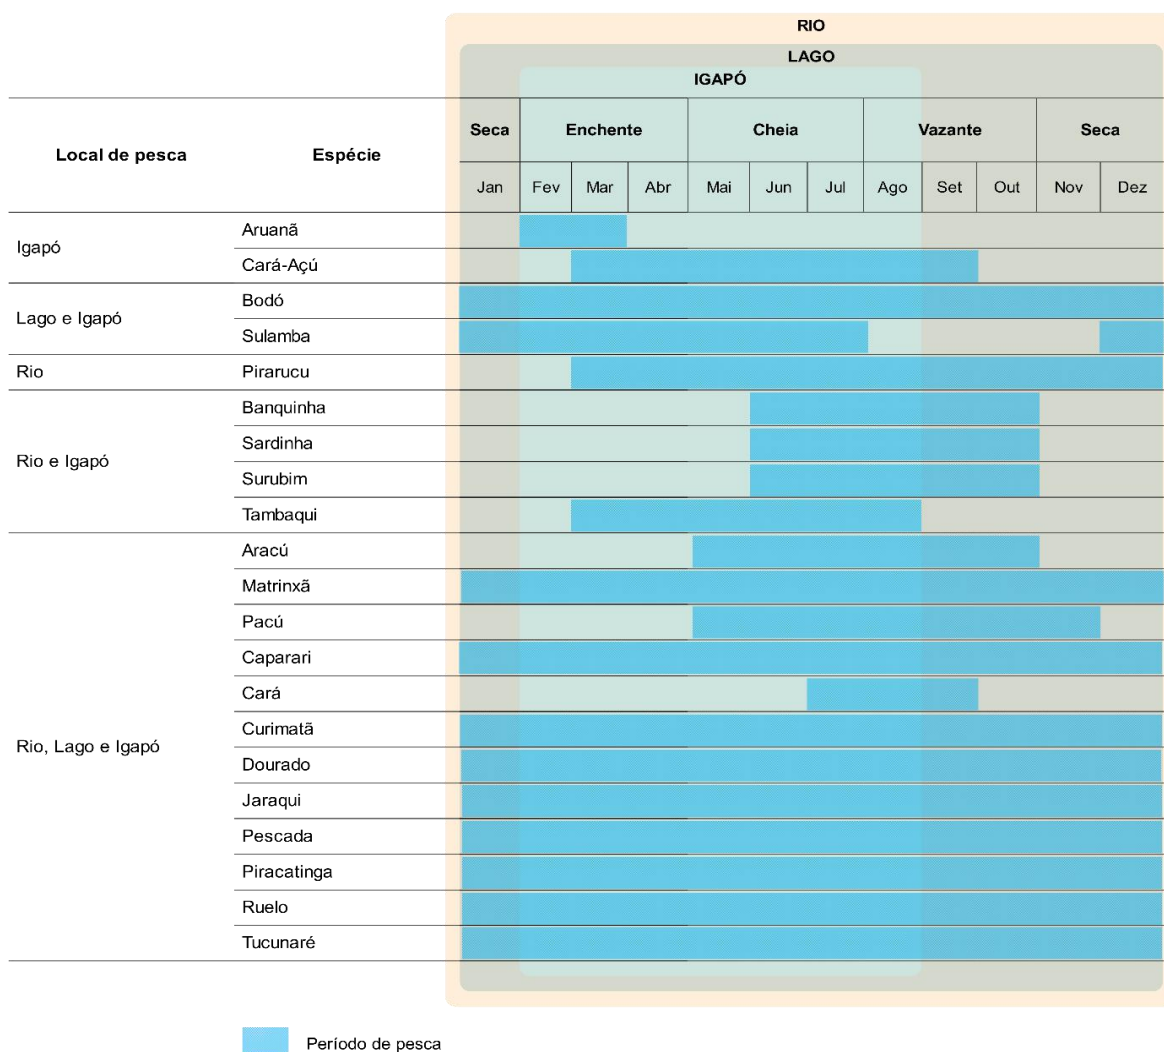 RIO
LAGO
IGAPÓ
Local de pesca Espécie Seca Enchente Cheia Vazante Seca
Jan Fev Mar Abr Mai Jun Jul Ago Set Out Nov Dez
Igapó Aruanã
Cará-Açú
Lago e Igapó Bodó
Sulamba
Rio Pirarucu
Rio e Igapó Banquinha
Sardinha
Surubim
Tambaqui
Rio, Lago e Igapó Aracú
Matrinxã
Pacú
Caparari
Cará
Curimatã
Dourado
Jaraqui
Pescada
Piracatinga
Ruelo
Tucunaré
Período de pesca